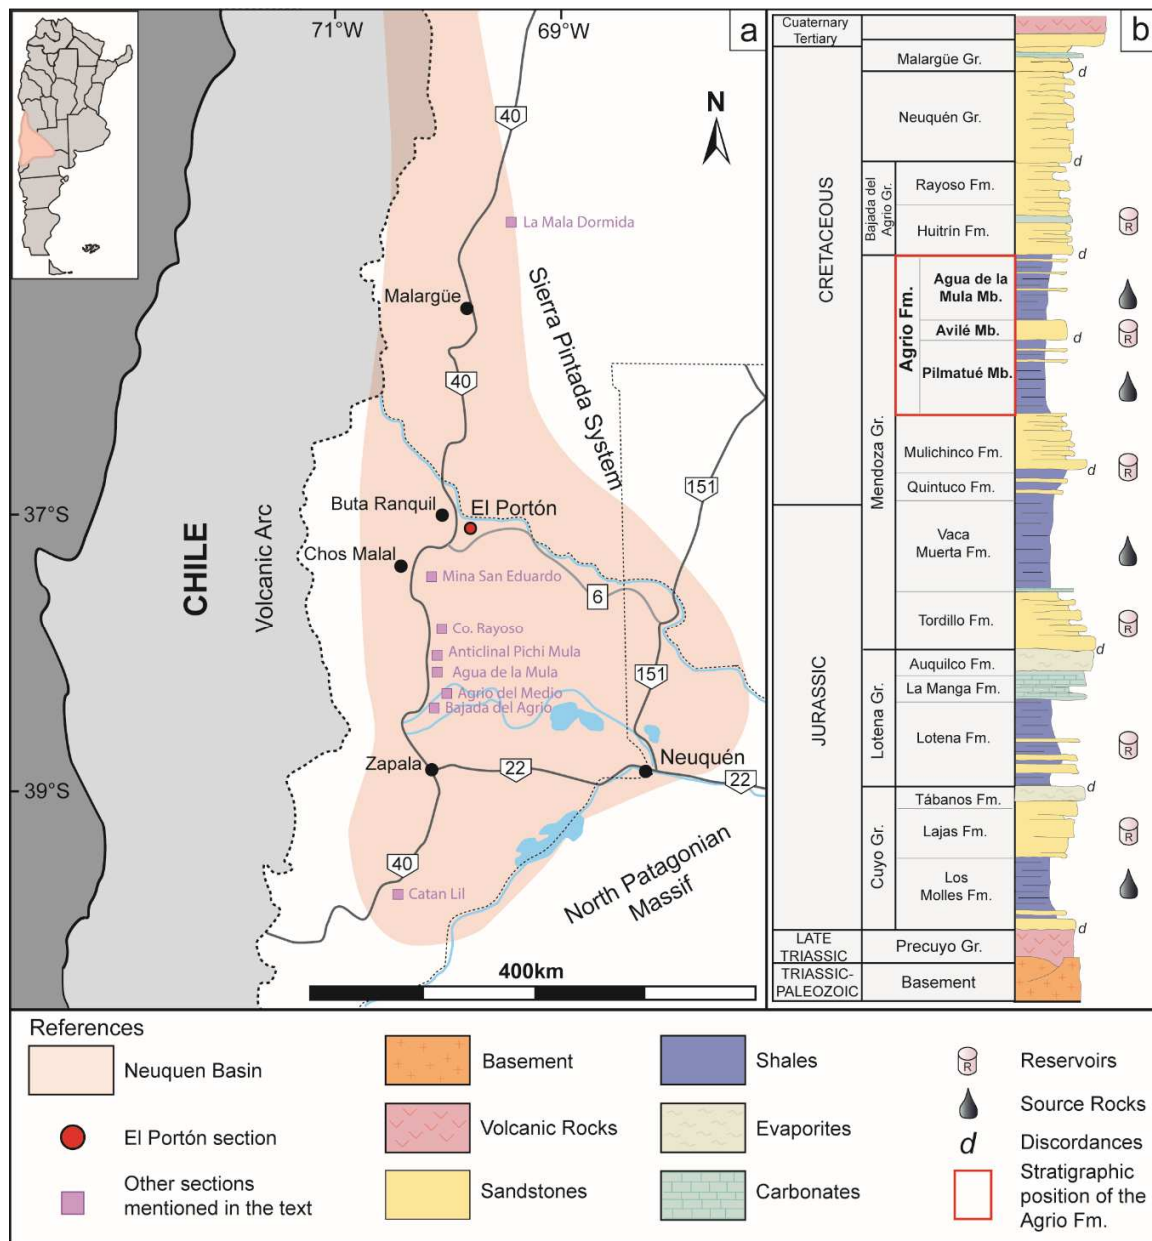 71°W
69°W
a
N
40
La Mala Dormida
Malargüe
Sierra Pintada System
40
151
37°S
Buta Ranquil
El Portón
Chos Malal
Mina San Eduardo
6
CHILE
Volcanic Arc
Co. Rayoso
Anticlinal Pichi Mula
Agua de la Mula
151
Agrio del Medio
Bajada del Agrio
Zapala
22
Neuquén
22
39°S
40
Catan Lil
North Patagonian
Massif
400km
b
Cuaternary
Tertiary
CRETACEOUS
JURASSIC
LATE
TRIASSIC
TRIASSIC-
PALEOZOIC
Malargüe Gr.
d
Neuquén Gr.
d
Bajada del
Agrio Gr.
Rayoso Fm.
Huitrín Fm.
R
d
Mendoza Gr.
Agrio Fm.
Agua de la
Mula Mb.
Avilé Mb.
d
R
Pilmatué Mb.
Mulichinco Fm.
R
d
Quintuco Fm.
Vaca
Muerta Fm.
Tordillo Fm.
R
d
Lotena Gr.
Auquilco Fm.
La Manga Fm.
Lotena Fm.
R
d
Cuyo Gr.
Tábanos Fm.
Lajas Fm.
R
Los
Molles Fm.
d
Precuyo Gr.
Basement
References
Neuquen Basin
El Portón section
Other sections
mentioned in the text
Basement
Volcanic Rocks
Sandstones
Shales
Evaporites
Carbonates
R
Reservoirs
Source Rocks
d
Discordances
Stratigraphic
position of the
Agrio Fm.